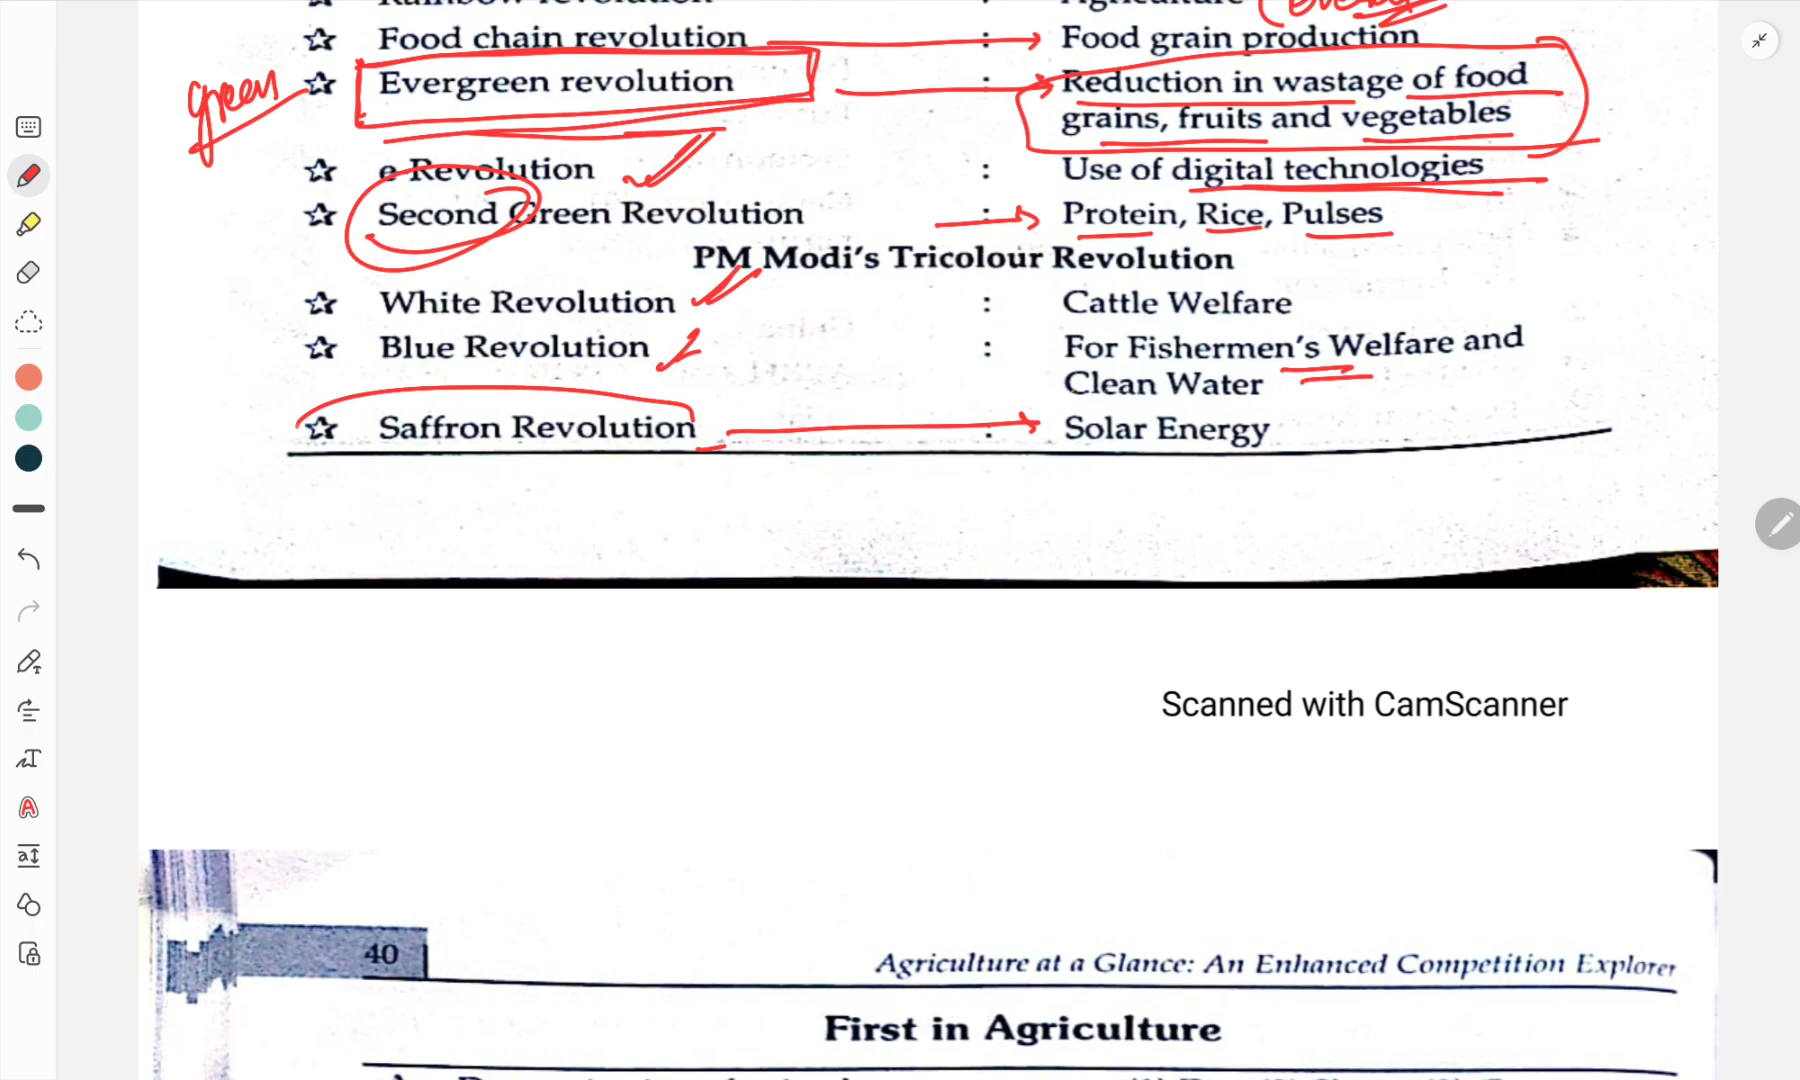 Rainbow revolution : Agriculture
☆ Food chain revolution : Food grain production
green ☆ Evergreen revolution : Reduction in wastage of food
grains, fruits and vegetables
☆ e Revolution : Use of digital technologies
☆ Second Green Revolution : Protein, Rice, Pulses
PM Modi's Tricolour Revolution
☆ White Revolution : Cattle Welfare
☆ Blue Revolution : For Fishermen's Welfare and
Clean Water
☆ Saffron Revolution : Solar Energy
Scanned with CamScanner
40
Agriculture at a Glance: An Enhanced Competition Explorer
First in Agriculture